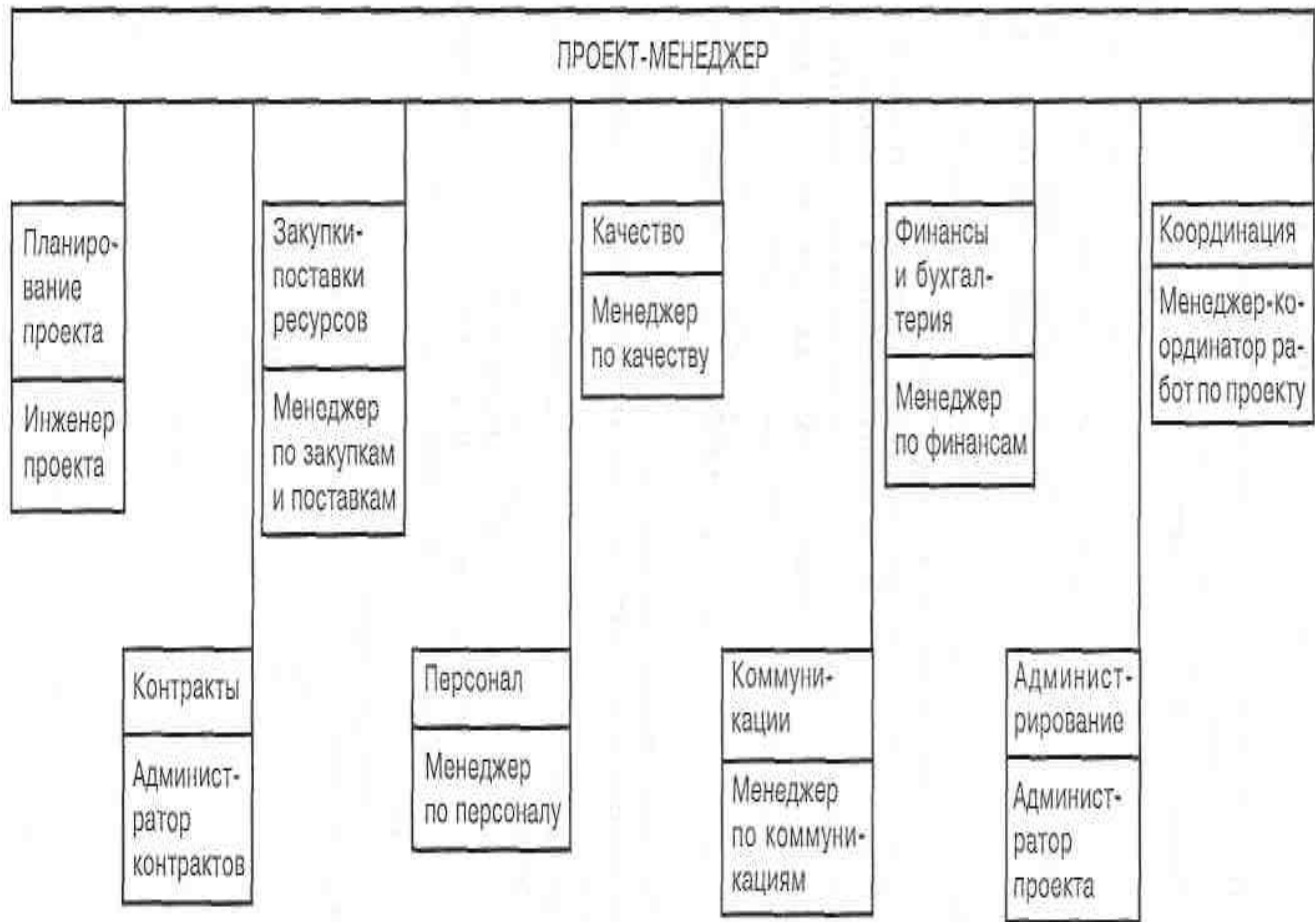 ПРОЕКТ-МЕНЕДЖЕР
Планиро-
вание
проекта
Инженер
проекта
Закупки-
поставки
ресурсов
Менеджер
по закупкам
и поставкам
Качество
Менеджер
по качеству
Финансы
и бухгал-
терия
Менеджер
по финансам
Координация
Менеджер-ко-
ординатор ра-
бот по проекту
Контракты
Админист-
ратор
контрактов
Персонал
Менеджер
по персоналу
Коммуни-
кации
Менеджер
по коммуни-
кациям
Админист-
рирование
Админист-
ратор
проекта